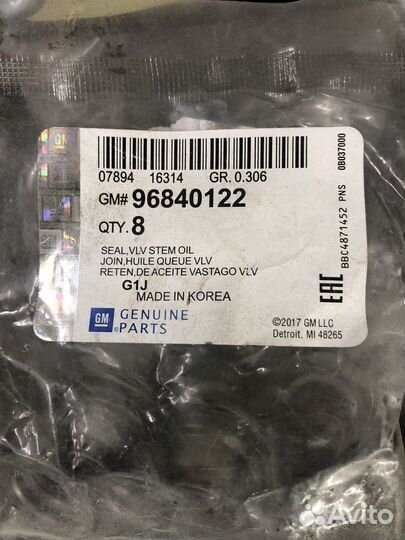 07894 16314 GR. 0.306
GM# 96840122
QTY. 8
SEAL,VLV STEM OIL
JOIN,HUILE QUEUE VLV
RETEN,DE ACEITE VASTAGO VLV
G1J
MADE IN KOREA
GM GENUINE
PARTS
©2017 GM LLC
Detroit, MI 48265
BBC4871452 PNS 0B037000
EAC
GM
Avito